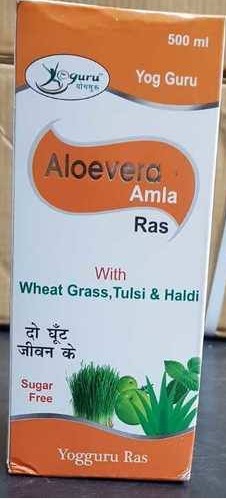 500 ml
guru
योगगुरू
Yog Guru
Aloevera
Amla
Ras
With
Wheat Grass,Tulsi & Haldi
दो घूँट
जीवन के
Sugar
Free
Yogguru Ras